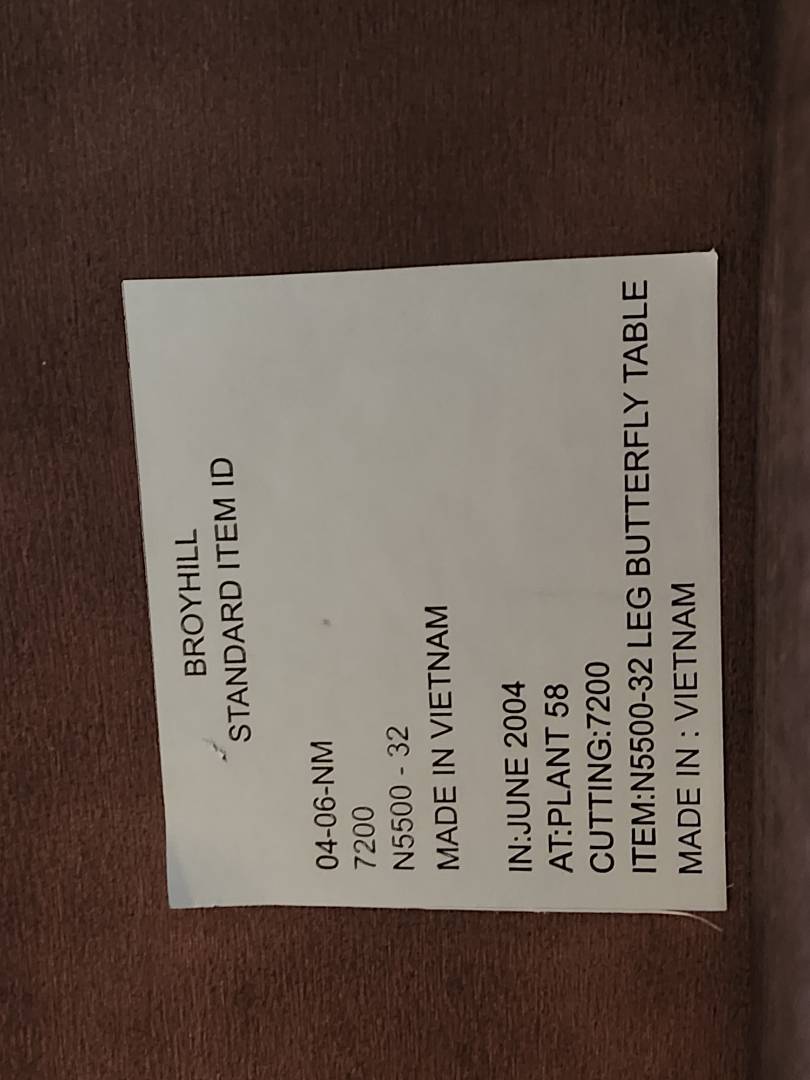 BROYHILL
STANDARD ITEM ID
04-06-NM
7200
N5500 - 32
MADE IN VIETNAM
IN:JUNE 2004
AT:PLANT 58
CUTTING:7200
ITEM:N5500-32 LEG BUTTERFLY TABLE
MADE IN : VIETNAM